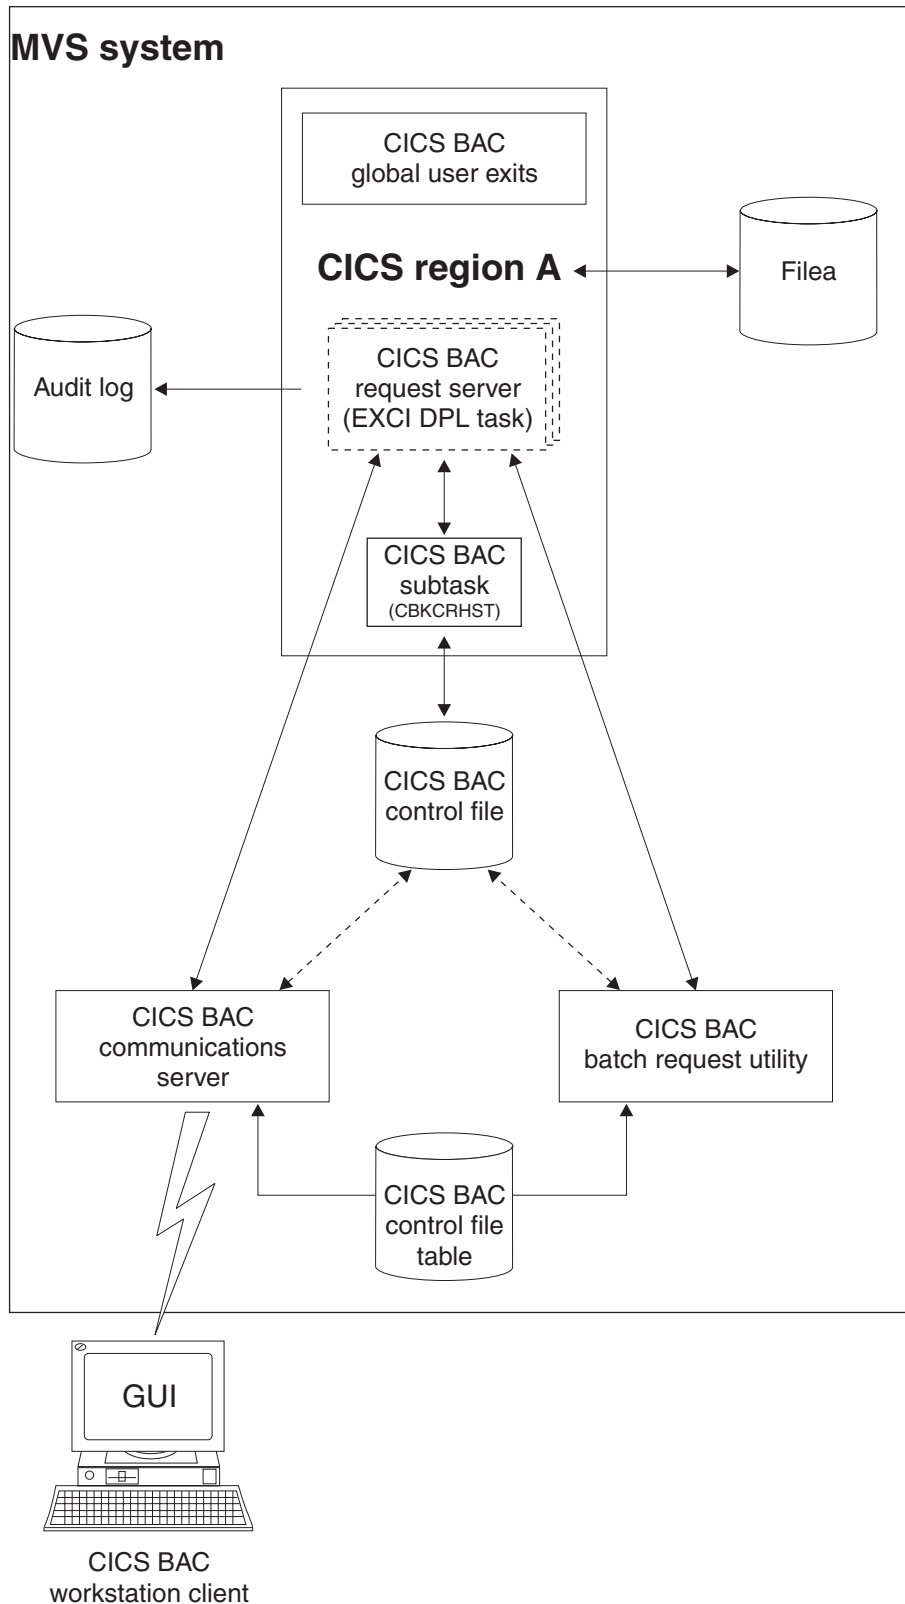 MVS system
CICS BAC
global user exits
CICS region A
Filea
Audit log
CICS BAC
request server
(EXCI DPL task)
CICS BAC
subtask
(CBKCRHST)
CICS BAC
control file
CICS BAC
communications
server
CICS BAC
batch request utility
CICS BAC
control file
table
GUI
CICS BAC
workstation client